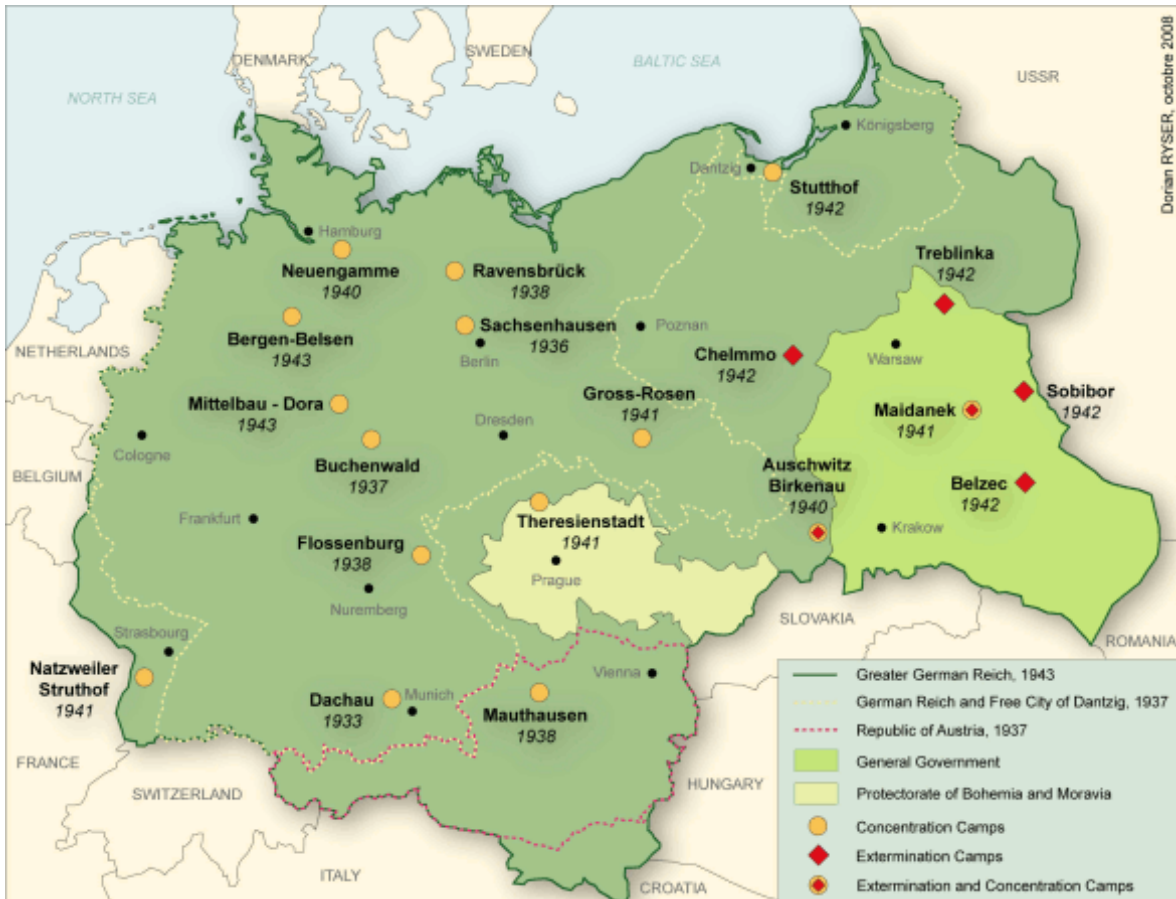 DENMARK
SWEDEN
NORTH SEA
BALTIC SEA
USSR
Dorian RYSER, octobre 2008
Königsberg
Dantzig
Stutthof
1942
Hamburg
Neuengamme
1940
Ravensbrück
1938
Treblinka
1942
Bergen-Belsen
1943
Sachsenhausen
1936
Berlin
Poznan
Warsaw
NETHERLANDS
Chelmmo
1942
Sobibor
1942
Mittelbau - Dora
1943
Gross-Rosen
1941
Maidanek
1941
Cologne
Dresden
BELGIUM
Buchenwald
1937
Auschwitz
Birkenau
1940
Belzec
1942
Frankfurt
Theresienstadt
1941
Krakow
Flossenburg
1938
Prague
Nuremberg
SLOVAKIA
Strasbourg
ROMANIA
Natzweiler
Struthof
1941
Vienna
Dachau
1933
Munich
Mauthausen
1938
FRANCE
SWITZERLAND
HUNGARY
ITALY
CROATIA
Greater German Reich, 1943
German Reich and Free City of Dantzig, 1937
Republic of Austria, 1937
General Government
Protectorate of Bohemia and Moravia
Concentration Camps
Extermination Camps
Extermination and Concentration Camps